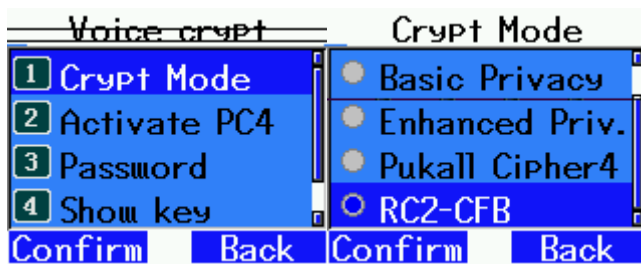 Voice crypt
1 Crypt Mode
2 Activate PC4
3 Password
4 Show key
Confirm Back
Crypt Mode
Basic Privacy
Enhanced Priv.
Pukall Cipher4
RC2-CFB
Confirm Back